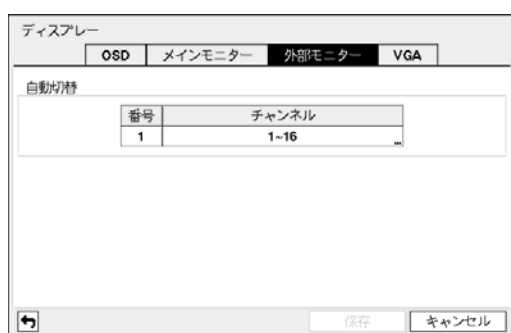 ディスプレー
OSD メインモニター 外部モニター VGA
自動切替
番号 チャンネル
1 1~16 ...
保存 キャンセル